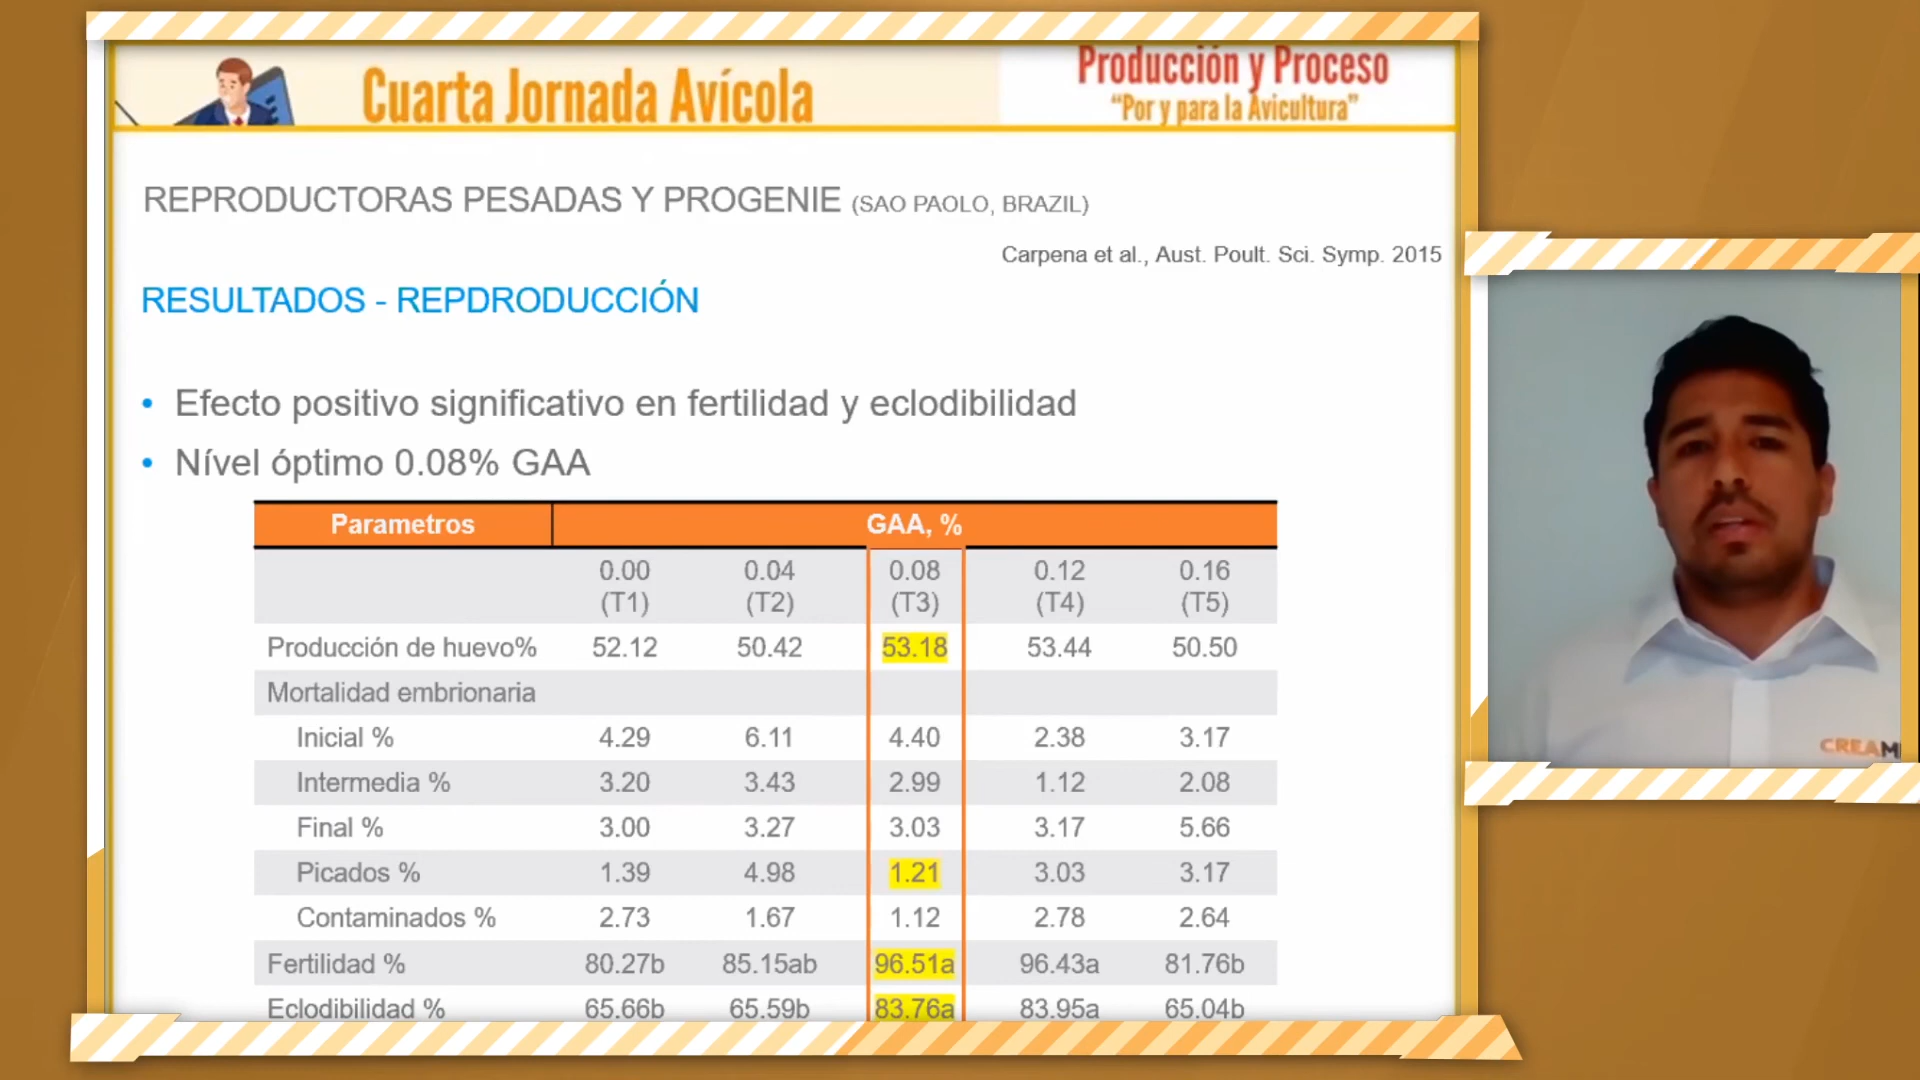 Cuarta Jornada Avícola
Producción y Proceso
“Por y para la Avicultura”
REPRODUCTORAS PESADAS Y PROGENIE (SAO PAOLO, BRAZIL)
Carpena et al., Aust. Poult. Sci. Symp. 2015
RESULTADOS - REPDRODUCCIÓN
• Efecto positivo significativo en fertilidad y eclodibilidad
• Nível óptimo 0.08% GAA
Parametros GAA, %
0.00 0.04 0.08 0.12 0.16
(T1) (T2) (T3) (T4) (T5)
Producción de huevo% 52.12 50.42 53.18 53.44 50.50
Mortalidad embrionaria
Inicial % 4.29 6.11 4.40 2.38 3.17
Intermedia % 3.20 3.43 2.99 1.12 2.08
Final % 3.00 3.27 3.03 3.17 5.66
Picados % 1.39 4.98 1.21 3.03 3.17
Contaminados % 2.73 1.67 1.12 2.78 2.64
Fertilidad % 80.27b 85.15ab 96.51a 96.43a 81.76b
Eclodibilidad % 65.66b 65.59b 83.76a 83.95a 65.04b
CREAM